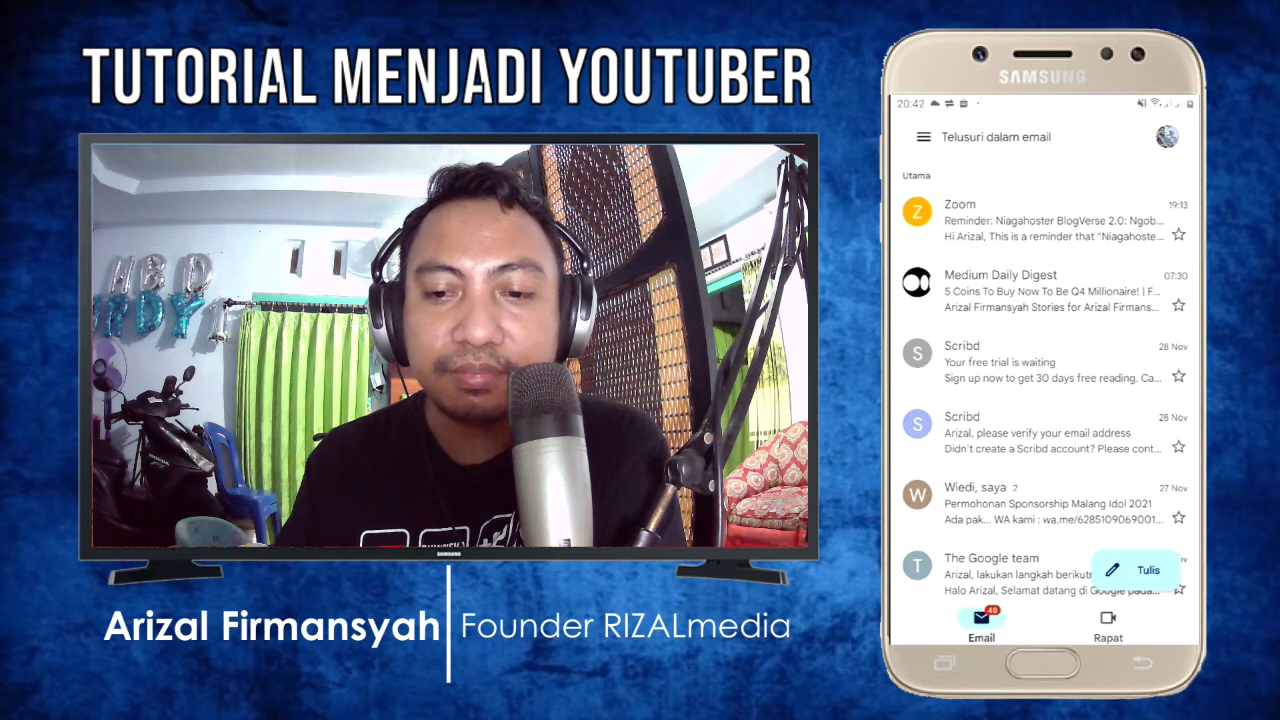 TUTORIAL MENJADI YOUTUBER
HBD
SAMSUNG
Arizal Firmansyah
Founder RIZALmedia
SAMSUNG
20:42
Telusuri dalam email
Utama
Z
Zoom
19:13
Reminder: Niagahoster BlogVerse 2.0: Ngob...
Hi Arizal, This is a reminder that “Niagahoste...
Medium Daily Digest
07:30
5 Coins To Buy Now To Be Q4 Millionaire! | F...
Arizal Firmansyah Stories for Arizal Firmans...
S
Scribd
28 Nov
Your free trial is waiting
Sign up now to get 30 days free reading. Ca...
S
Scribd
28 Nov
Arizal, please verify your email address
Didn't create a Scribd account? Please cont...
W
Wiedi, saya 2
27 Nov
Permohonan Sponsorship Malang Idol 2021
Ada pak... WA kami : wa.me/6285109069001...
T
The Google team
Arizal, lakukan langkah berikut
Halo Arizal, Selamat datang di Google pada...
Tulis
40
Email
Rapat